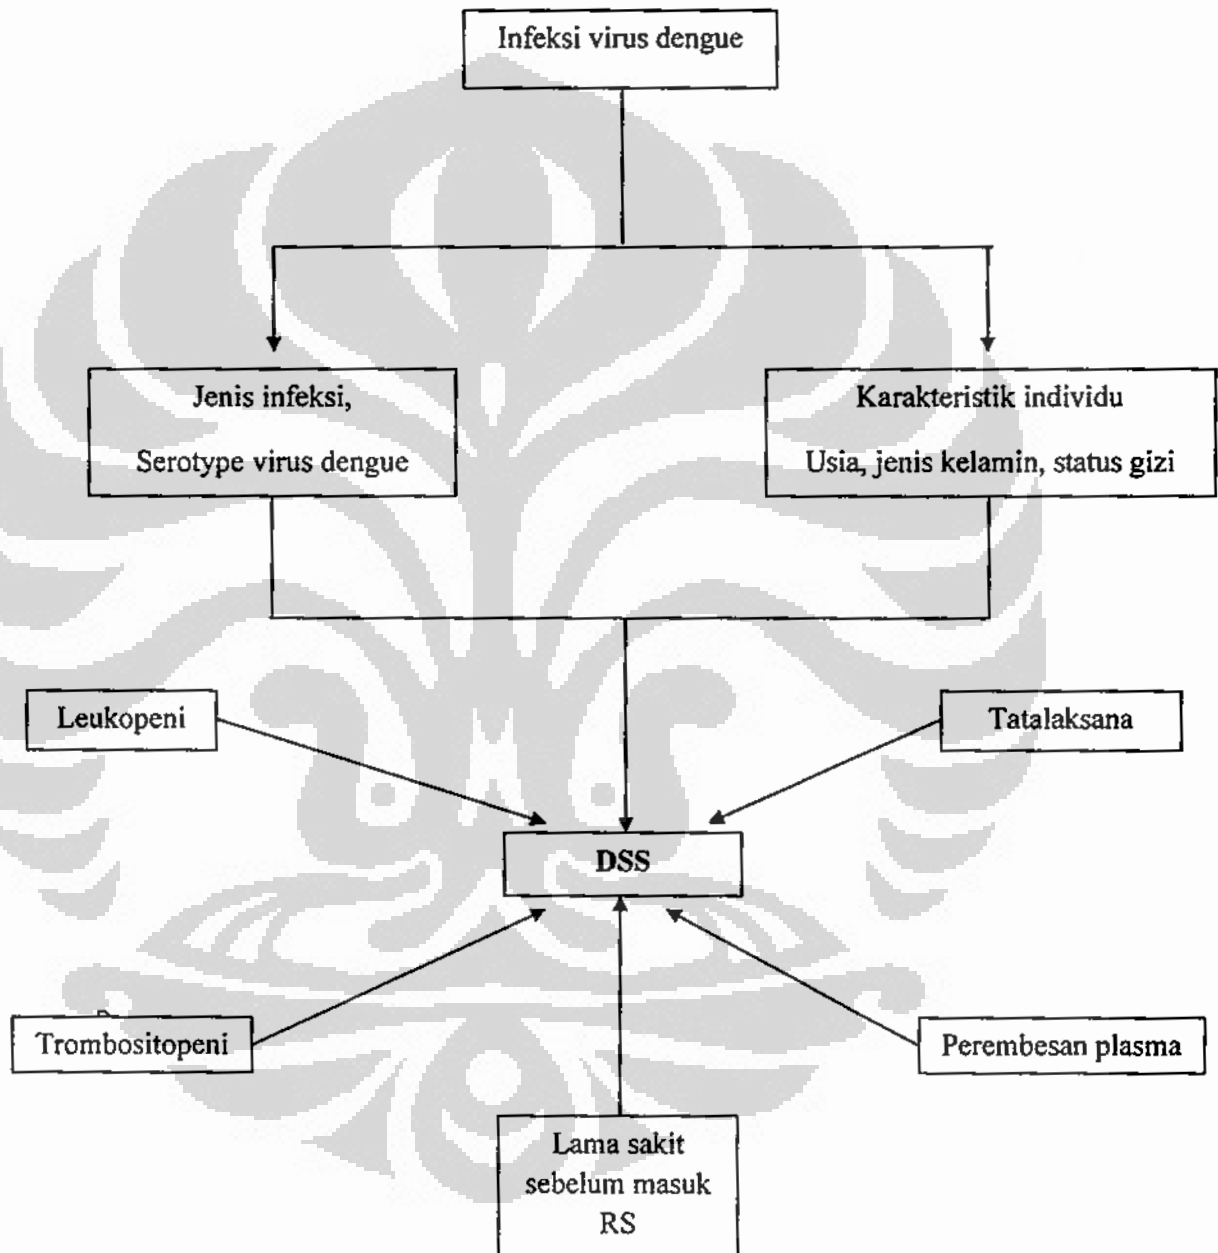 Infeksi virus dengue
Jenis infeksi,
Serotype virus dengue
Karakteristik individu
Usia, jenis kelamin, status gizi
Leukopeni
Tatalaksana
DSS
Trombositopeni
Perembesan plasma
Lama sakit
sebelum masuk
RS